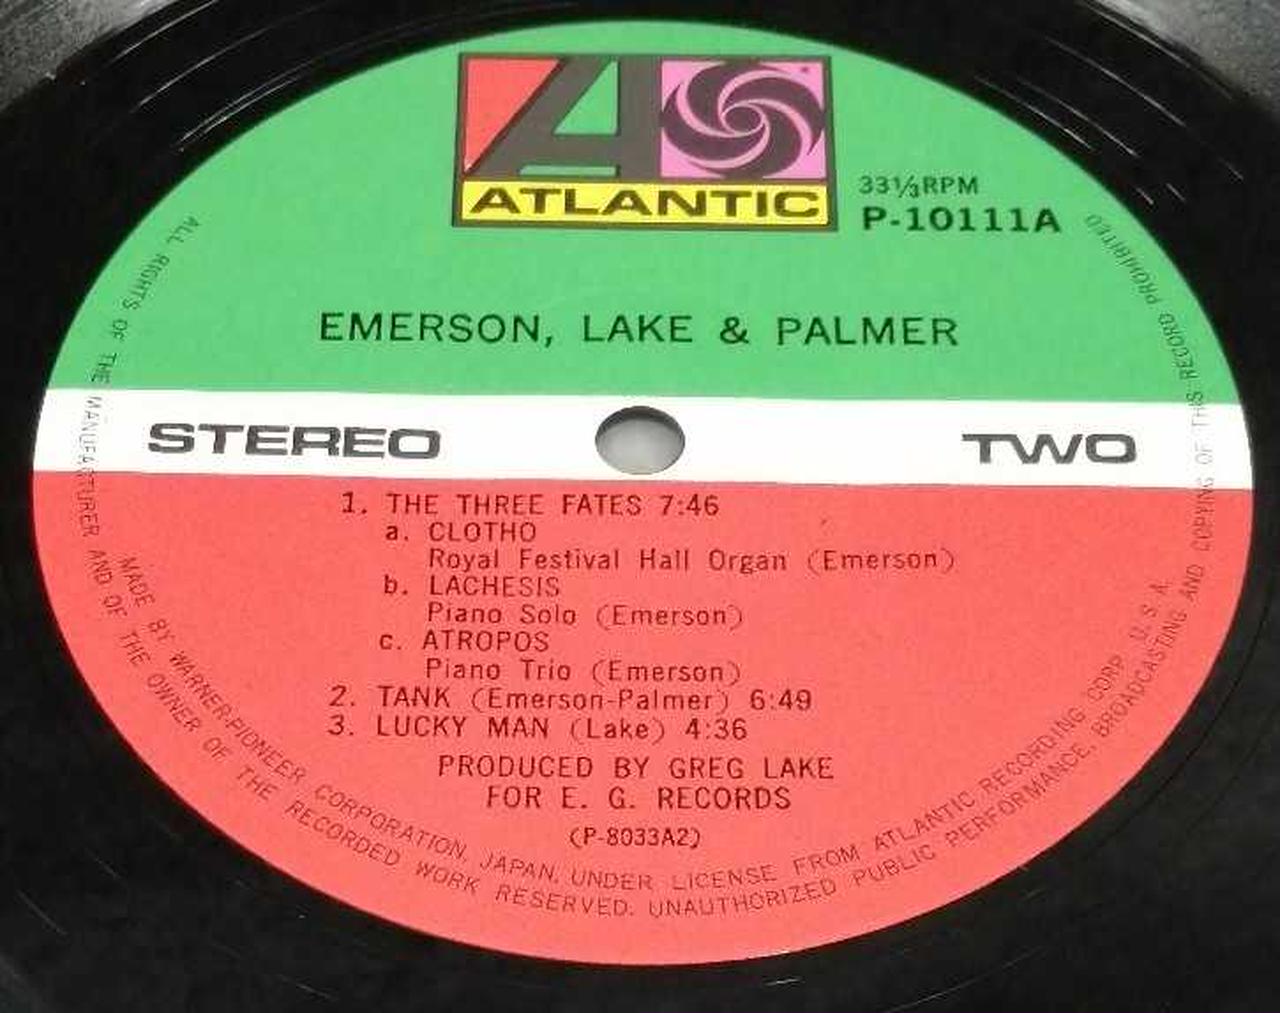 ATLANTIC
33⅓RPM
P-10111A
EMERSON, LAKE & PALMER
STEREO
TWO
1. THE THREE FATES 7:46
a. CLOTHO
Royal Festival Hall Organ (Emerson)
b. LACHESIS
Piano Solo (Emerson)
c. ATROPOS
Piano Trio (Emerson)
2. TANK (Emerson-Palmer) 6:49
3. LUCKY MAN (Lake) 4:36
PRODUCED BY GREG LAKE
FOR E. G. RECORDS
(P-8033A2)
MADE BY WARNER-PIONEER CORPORATION, JAPAN, UNDER LICENSE FROM ATLANTIC RECORDING CORP U. S. A.
ALL RIGHTS OF THE MANUFACTURER AND OF THE OWNER OF THE RECORDED WORK RESERVED. UNAUTHORIZED PUBLIC PERFORMANCE, BROADCASTING AND COPYING OF THIS RECORD PROHIBITED